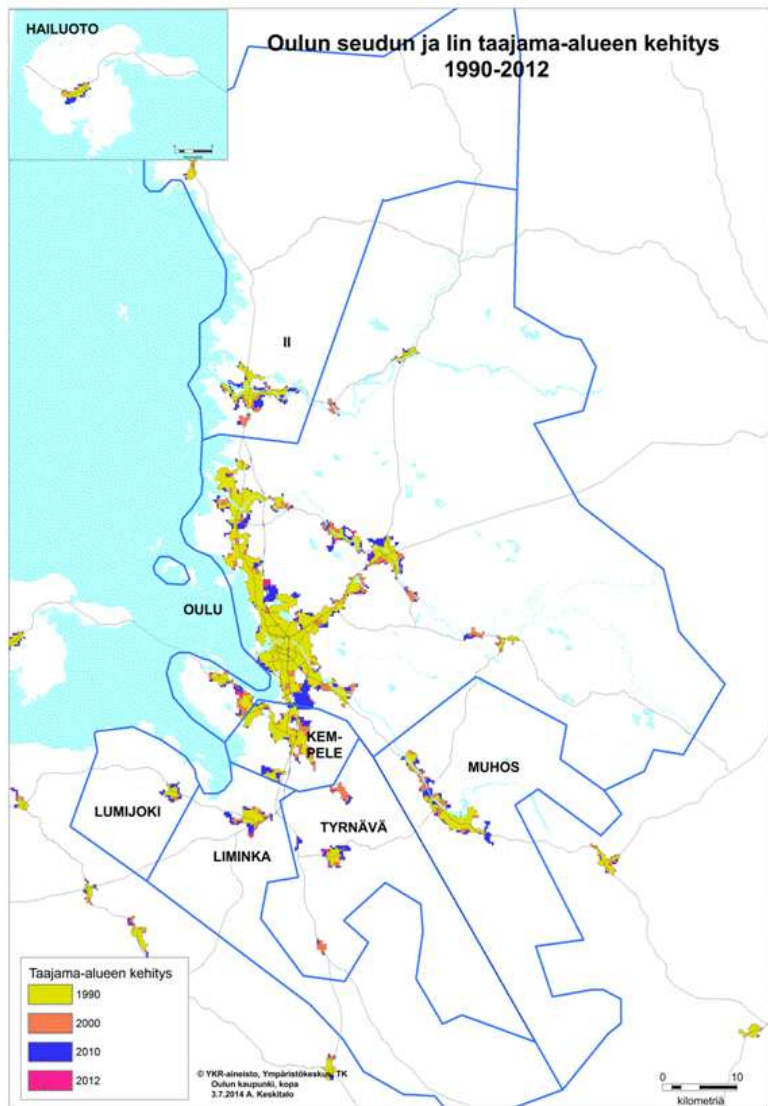 HAILUOTO
Oulun seudun ja Iin taajama-alueen kehitys
1990-2012
II
OULU
KEM-
PELE
MUHOS
LUMIJOKI
TYRNÄVÄ
LIMINKA
Taajama-alueen kehitys
1990
2000
2010
2012
© YKR-aineisto, Ympäristökeskus, TK
Oulun kaupunki, kopa
3.7.2014 A. Keskitalo
0 10
kilometriä